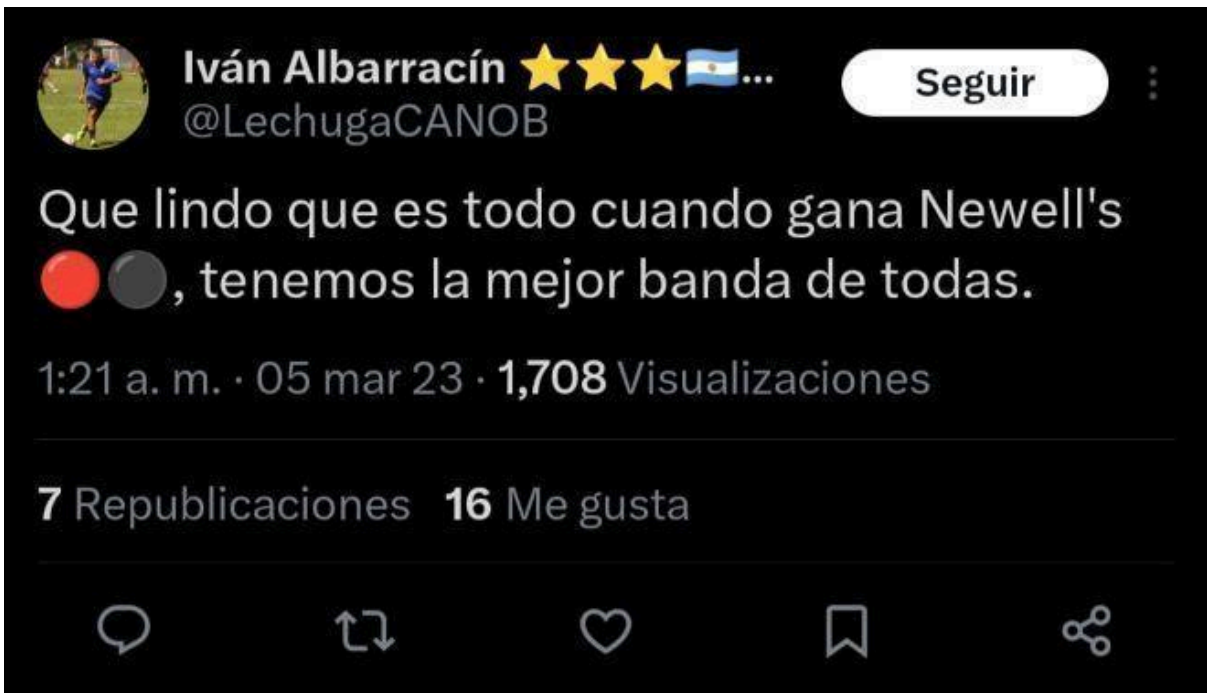 Iván Albarracín ⭐⭐⭐🇦🇷...
Seguir
@LechugaCANOB
Que lindo que es todo cuando gana Newell's
🔴⚫, tenemos la mejor banda de todas.
1:21 a. m. · 05 mar 23 · 1,708 Visualizaciones
7 Republicaciones 16 Me gusta